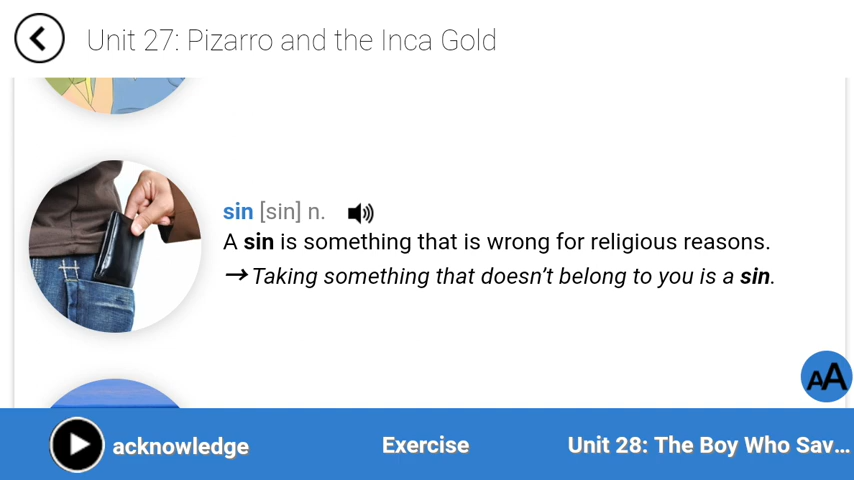 Unit 27: Pizarro and the Inca Gold
sin [sin] n.
A sin is something that is wrong for religious reasons.
→ Taking something that doesn't belong to you is a sin.
AA
acknowledge
Exercise
Unit 28: The Boy Who Sav...